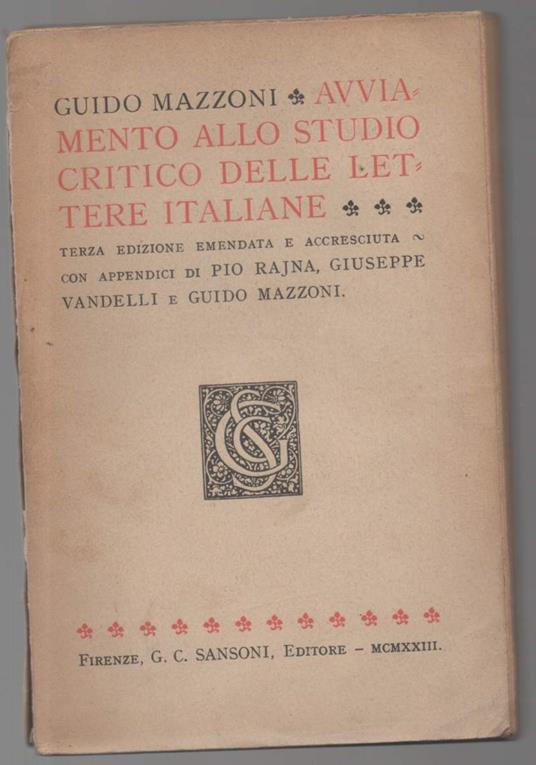 GUIDO MAZZONI ♣ AVVIA-
MENTO ALLO STUDIO
CRITICO DELLE LET-
TERE ITALIANE ♣ ♣ ♣
TERZA EDIZIONE EMENDATA E ACCRESCIUTA ~
CON APPENDICI DI PIO RAJNA, GIUSEPPE
VANDELLI E GUIDO MAZZONI.
GCS
FIRENZE, G. C. SANSONI, EDITORE – MCMXXIII.